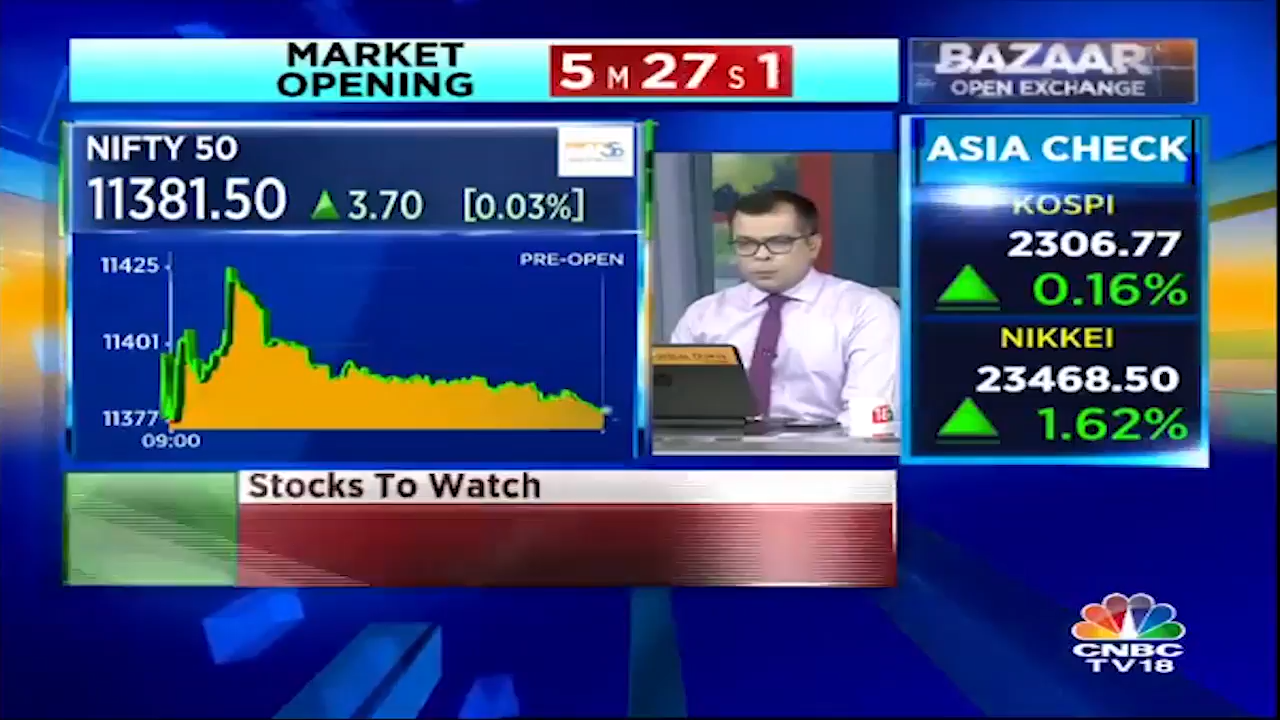 MARKET
OPENING
5 M 27 S 1
BAZAAR
OPEN EXCHANGE
NIFTY 50
11381.50 ▲ 3.70 [0.03%]
PRE-OPEN
11425
11401
11377
09:00
ASIA CHECK
KOSPI
2306.77
▲ 0.16%
NIKKEI
23468.50
▲ 1.62%
Stocks To Watch
CNBC
TV18